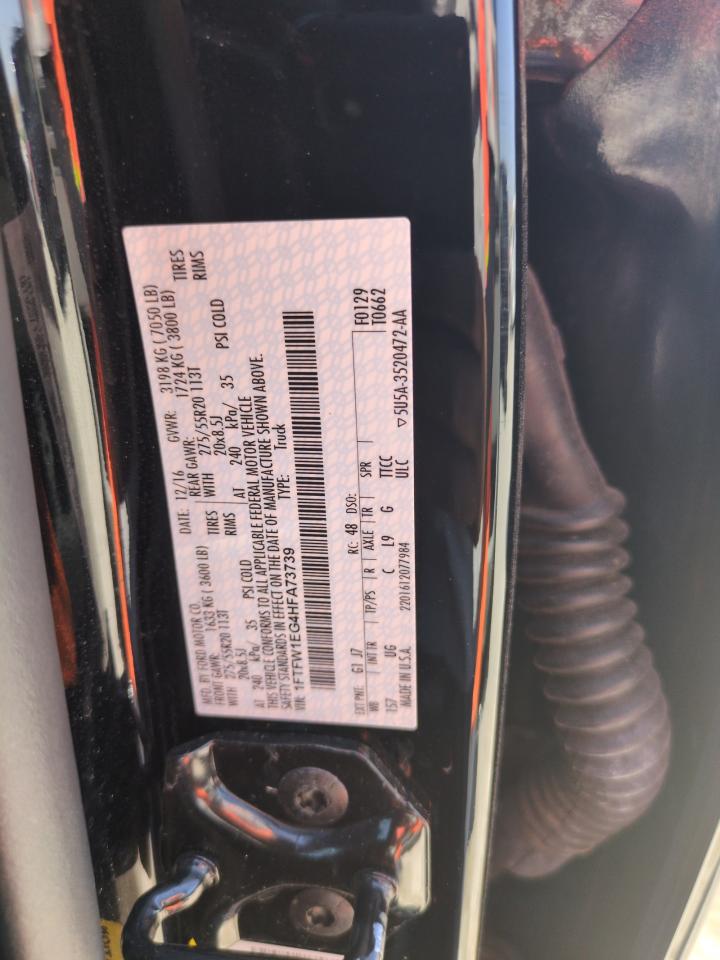 MFD. BY FORD MOTOR CO.
DATE: 12/16 GVWR: 3198 KG ( 7050 LB)
FRONT GAWR: 1633 KG ( 3600 LB) REAR GAWR: 1724 KG ( 3800 LB)
WITH 275/55R20 113T TIRES WITH 275/55R20 113T TIRES
20x8.5J RIMS 20x8.5J RIMS
AT 240 kPa/ 35 PSI COLD AT 240 kPa/ 35 PSI COLD
THIS VEHICLE CONFORMS TO ALL APPLICABLE FEDERAL MOTOR VEHICLE
SAFETY STANDARDS IN EFFECT ON THE DATE OF MANUFACTURE SHOWN ABOVE.
VIN: 1FTFW1EG4HFA73739 TYPE: Truck
F0129
T0662
EXT PNT: G1 J7 RC: 48 DSO:
WB INT TR TP/PS R AXLE TR SPR
157 UG C L9 G TTCC
MADE IN U.S.A. 2201612077984 ULC
▽5U5A-3520472-AA